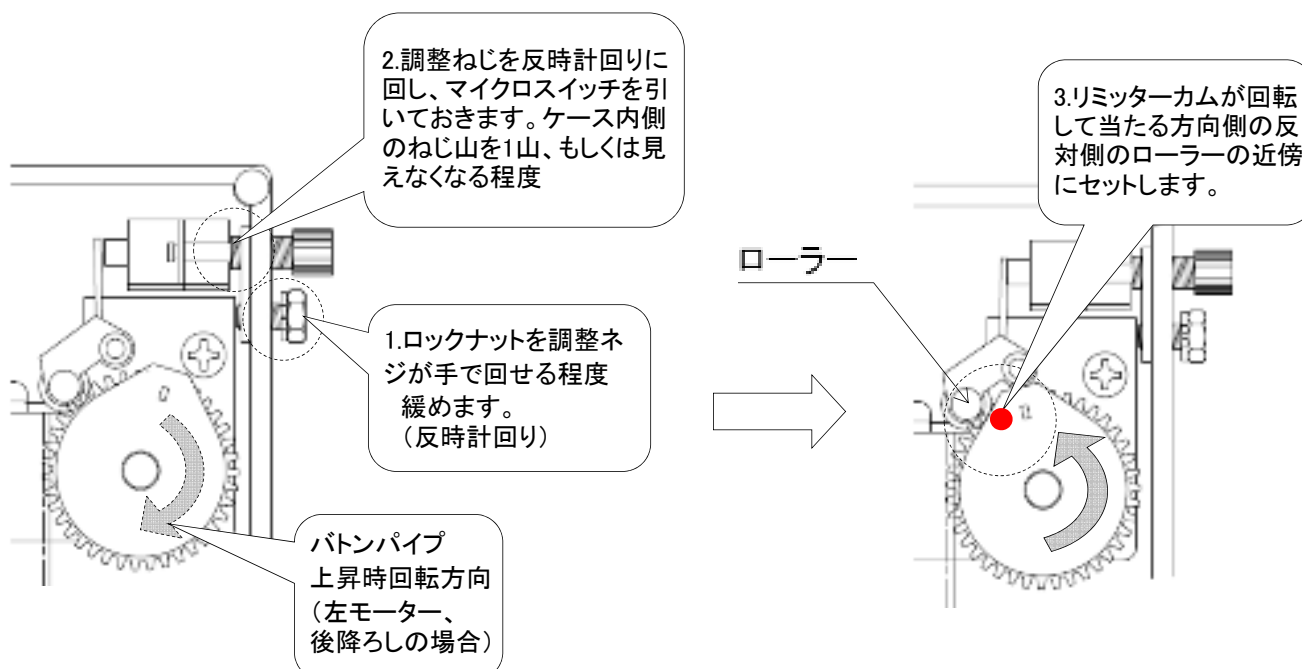 2.調整ねじを反時計回りに
回し、マイクロスイッチを引
いておきます。ケース内側
のねじ山を1山、もしくは見
えなくなる程度
1.ロックナットを調整ネ
ジが手で回せる程度
緩めます。
（反時計回り）
バトンパイプ
上昇時回転方向
（左モーター、
後降ろしの場合）
ローラー
3.リミッターカムが回転
して当たる方向側の反
対側のローラーの近傍
にセットします。